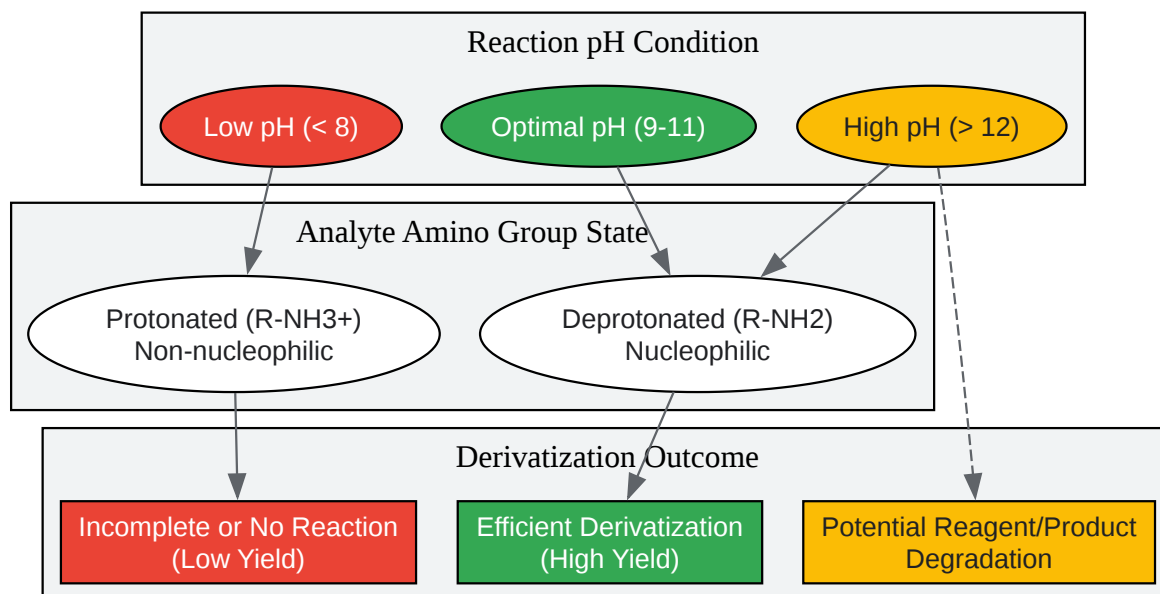 Reaction pH Condition
Low pH (< 8)
Optimal pH (9-11)
High pH (> 12)
Analyte Amino Group State
Protonated (R-NH3+)
Non-nucleophilic
Deprotonated (R-NH2)
Nucleophilic
Derivatization Outcome
Incomplete or No Reaction
(Low Yield)
Efficient Derivatization
(High Yield)
Potential Reagent/Product
Degradation